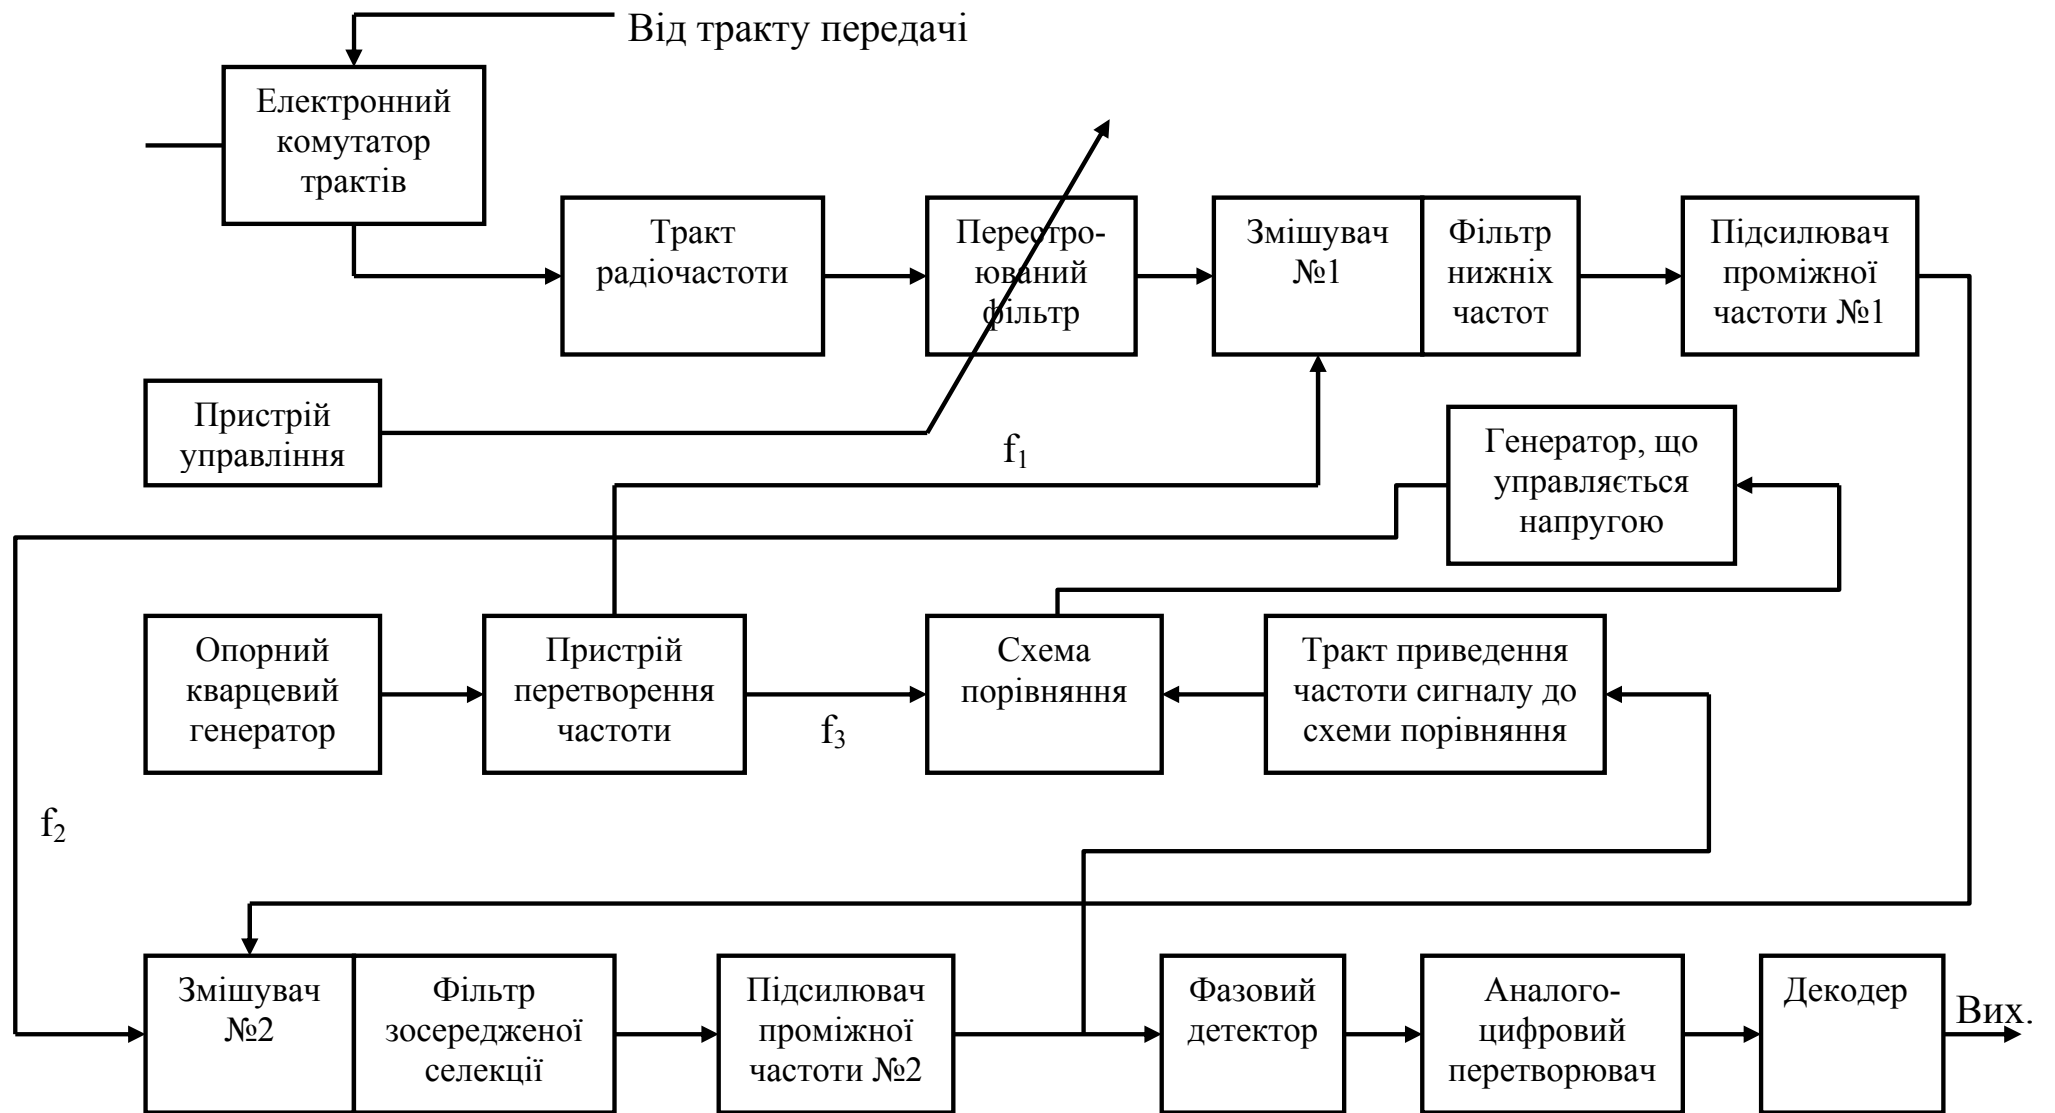 Від тракту передачі
Електронний
комутатор
трактів
Тракт
радіочастоти
Перестро-
юваний
фільтр
Змішувач
№1
Фільтр
нижніх
частот
Підсилювач
проміжної
частоти №1
Пристрій
управління
f₁
Генератор, що
управляється
напругою
Опорний
кварцевий
генератор
Пристрій
перетворення
частоти
f₃
Схема
порівняння
Тракт приведення
частоти сигналу до
схеми порівняння
f₂
Змішувач
№2
Фільтр
зосередженої
селекції
Підсилювач
проміжної
частоти №2
Фазовий
детектор
Аналого-
цифровий
перетворювач
Декодер
Вих.